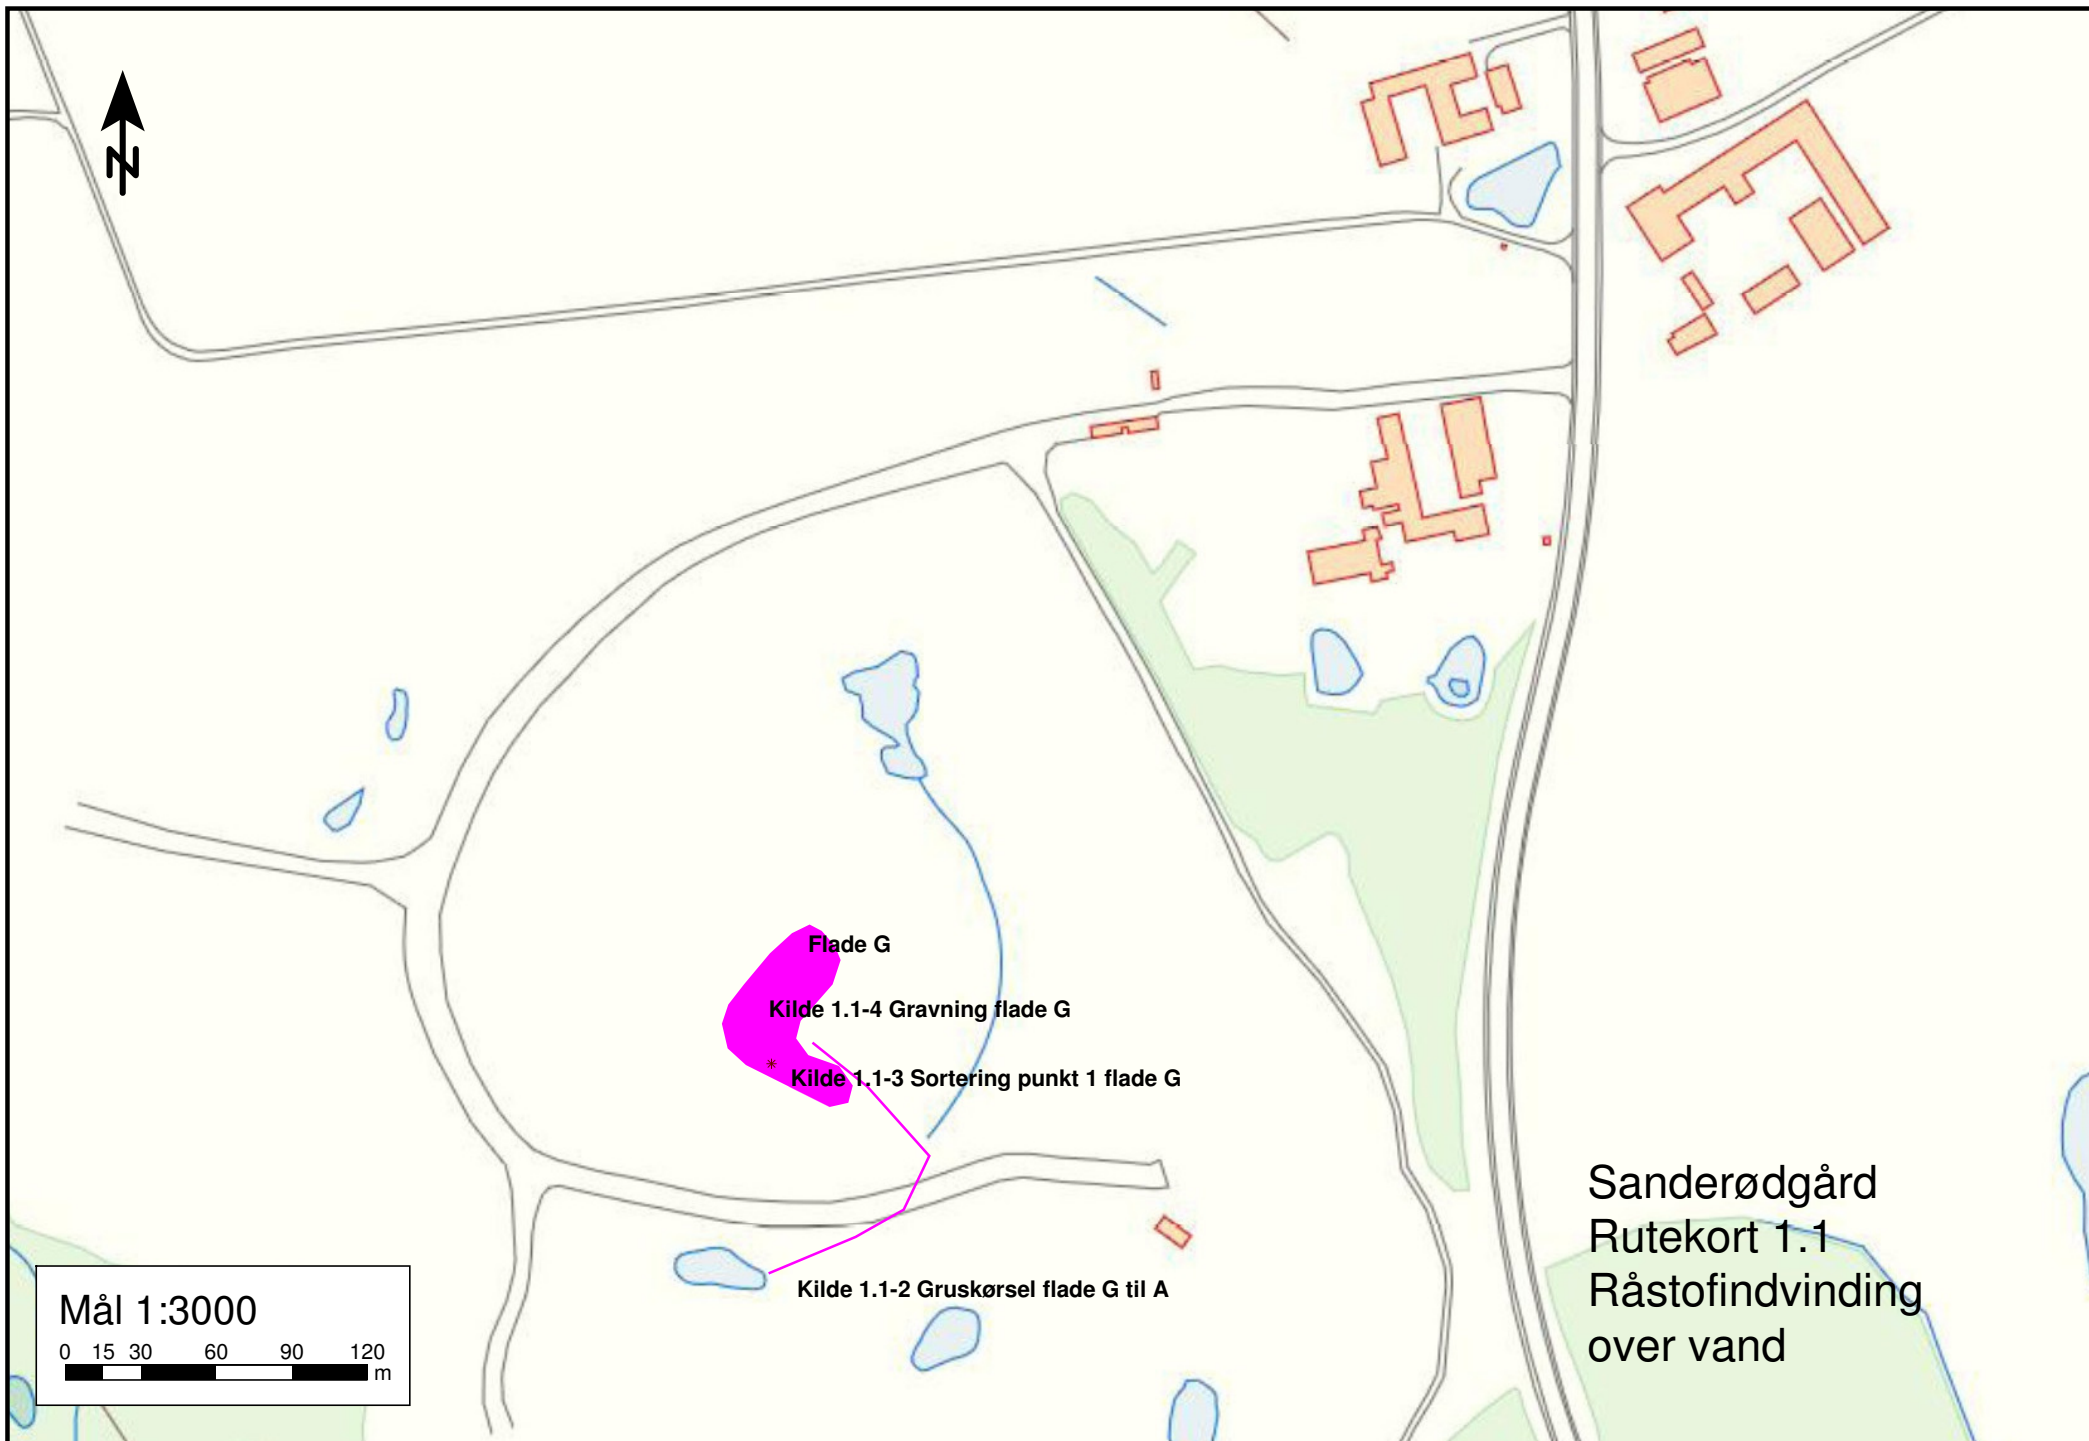 N
Flade G
Kilde 1.1-4 Gravning flade G
Kilde 1.1-3 Sortering punkt 1 flade G
Kilde 1.1-2 Gruskørsel flade G til A
Sanderødgård
Rutekort 1.1
Råstofindvinding
over vand
Mål 1:3000
0 15 30 60 90 120
m